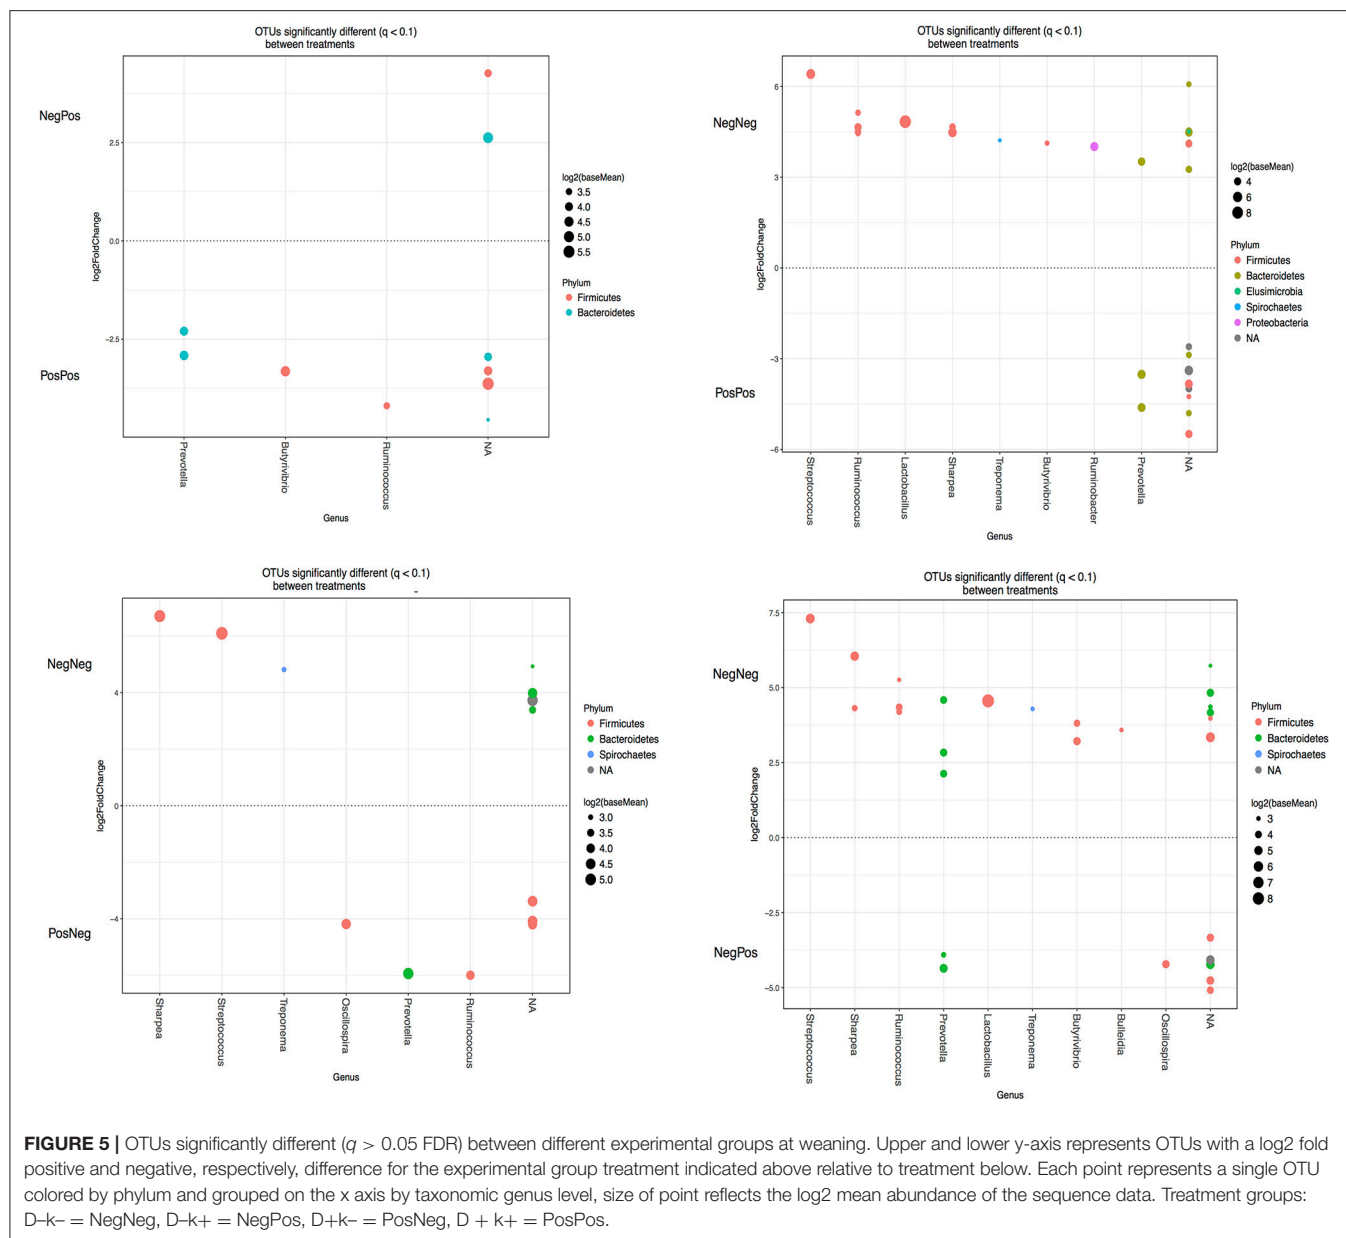 OTUs significantly different (q < 0.1)
between treatments
NegPos
PosPos
log2FoldChange
2.5
0.0
−2.5
Prevotella
Butyrivibrio
Ruminococcus
NA
Genus
log2(baseMean)
3.5
4.0
4.5
5.0
5.5
Phylum
Firmicutes
Bacteroidetes
OTUs significantly different (q < 0.1)
between treatments
NegNeg
PosPos
log2FoldChange
6
3
0
−3
−6
Streptococcus
Ruminococcus
Lactobacillus
Sharpea
Treponema
Butyrivibrio
Ruminobacter
Prevotella
NA
Genus
log2(baseMean)
4
6
8
Phylum
Firmicutes
Bacteroidetes
Elusimicrobia
Spirochaetes
Proteobacteria
NA
OTUs significantly different (q < 0.1)
between treatments
NegNeg
PosNeg
log2FoldChange
4
0
−4
Sharpea
Streptococcus
Treponema
Oscillospira
Prevotella
Ruminococcus
NA
Genus
Phylum
Firmicutes
Bacteroidetes
Spirochaetes
NA
log2(baseMean)
3.0
3.5
4.0
4.5
5.0
OTUs significantly different (q < 0.1)
between treatments
NegNeg
NegPos
log2FoldChange
7.5
5.0
2.5
0.0
−2.5
−5.0
Streptococcus
Sharpea
Ruminococcus
Prevotella
Lactobacillus
Treponema
Butyrivibrio
Bulleidia
Oscillospira
NA
Genus
Phylum
Firmicutes
Bacteroidetes
Spirochaetes
NA
log2(baseMean)
3
4
5
6
7
8
FIGURE 5 | OTUs significantly different (q > 0.05 FDR) between different experimental groups at weaning. Upper and lower y-axis represents OTUs with a log2 fold
positive and negative, respectively, difference for the experimental group treatment indicated above relative to treatment below. Each point represents a single OTU
colored by phylum and grouped on the x axis by taxonomic genus level, size of point reflects the log2 mean abundance of the sequence data. Treatment groups:
D–k– = NegNeg, D–k+ = NegPos, D+k– = PosNeg, D + k+ = PosPos.